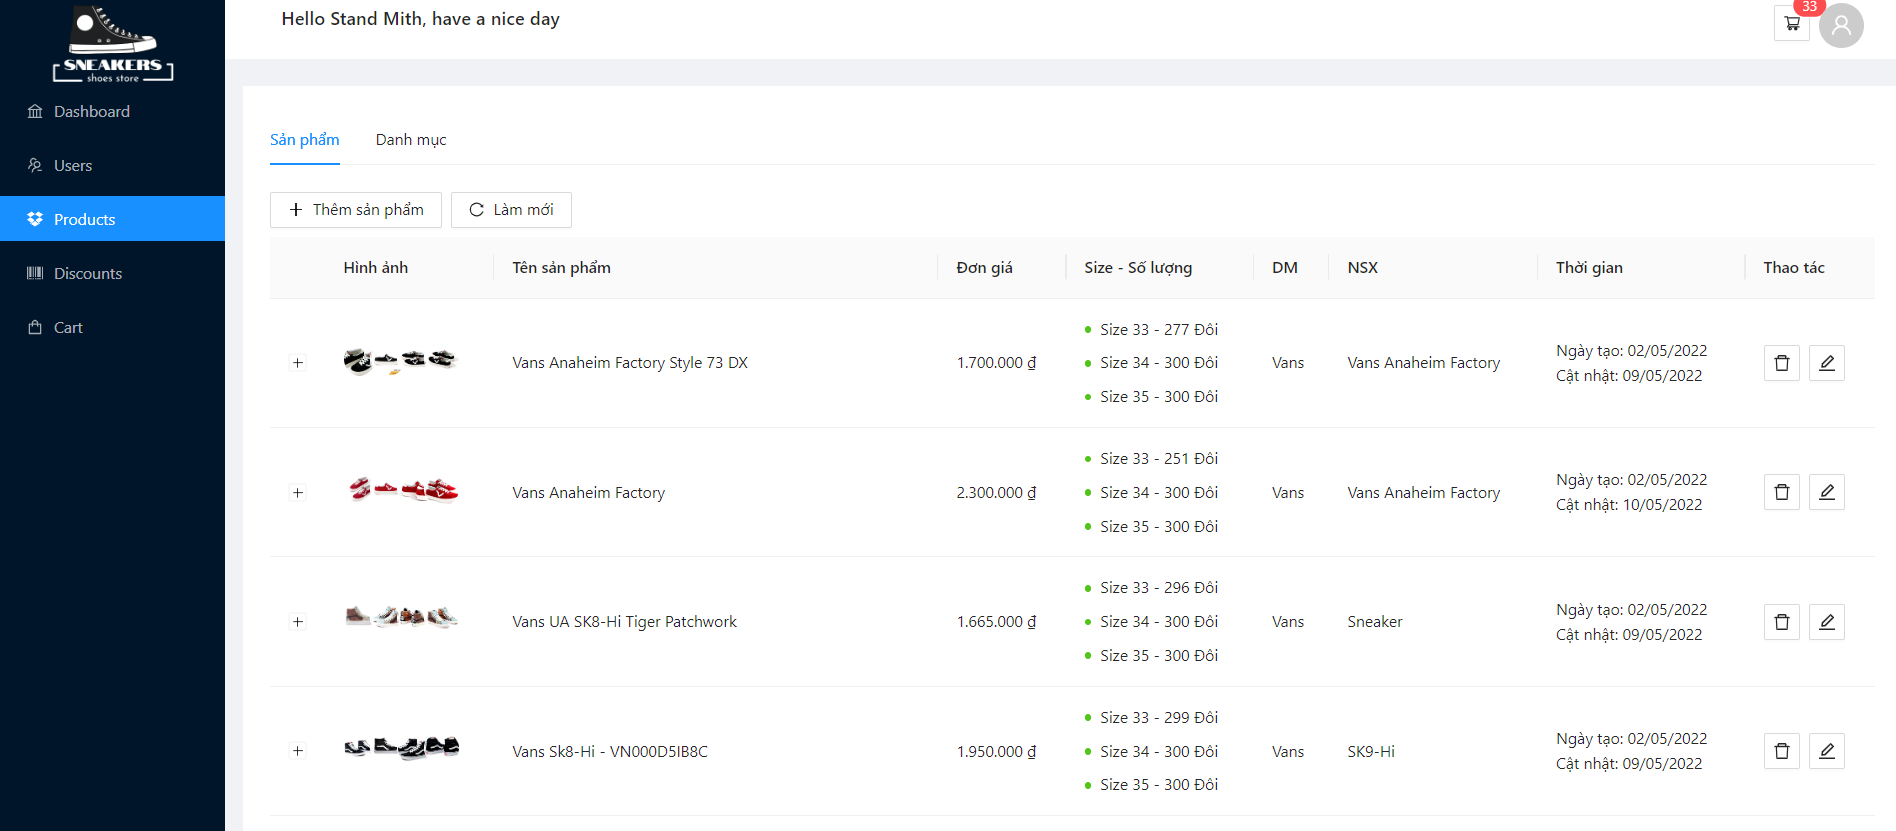 Hello Stand Mith, have a nice day
33
SNEAKERS
shoes store
Dashboard
Users
Products
Discounts
Cart
Sản phẩm
Danh mục
Thêm sản phẩm
Làm mới
Hình ảnh
Tên sản phẩm
Đơn giá
Size - Số lượng
DM
NSX
Thời gian
Thao tác
Vans Anaheim Factory Style 73 DX
1.700.000 ₫
Size 33 - 277 Đôi
Size 34 - 300 Đôi
Size 35 - 300 Đôi
Vans
Vans Anaheim Factory
Ngày tạo: 02/05/2022
Cật nhật: 09/05/2022
Vans Anaheim Factory
2.300.000 ₫
Size 33 - 251 Đôi
Size 34 - 300 Đôi
Size 35 - 300 Đôi
Vans
Vans Anaheim Factory
Ngày tạo: 02/05/2022
Cật nhật: 10/05/2022
Vans UA SK8-Hi Tiger Patchwork
1.665.000 ₫
Size 33 - 296 Đôi
Size 34 - 300 Đôi
Size 35 - 300 Đôi
Vans
Sneaker
Ngày tạo: 02/05/2022
Cật nhật: 09/05/2022
Vans Sk8-Hi - VN000D5IB8C
1.950.000 ₫
Size 33 - 299 Đôi
Size 34 - 300 Đôi
Size 35 - 300 Đôi
Vans
SK9-Hi
Ngày tạo: 02/05/2022
Cật nhật: 09/05/2022